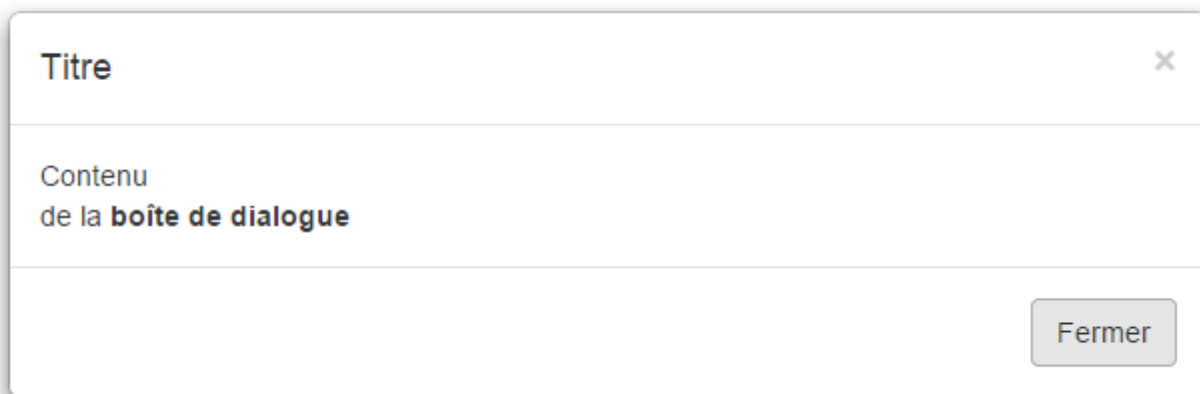 Titre
×
Contenu
de la boîte de dialogue
Fermer